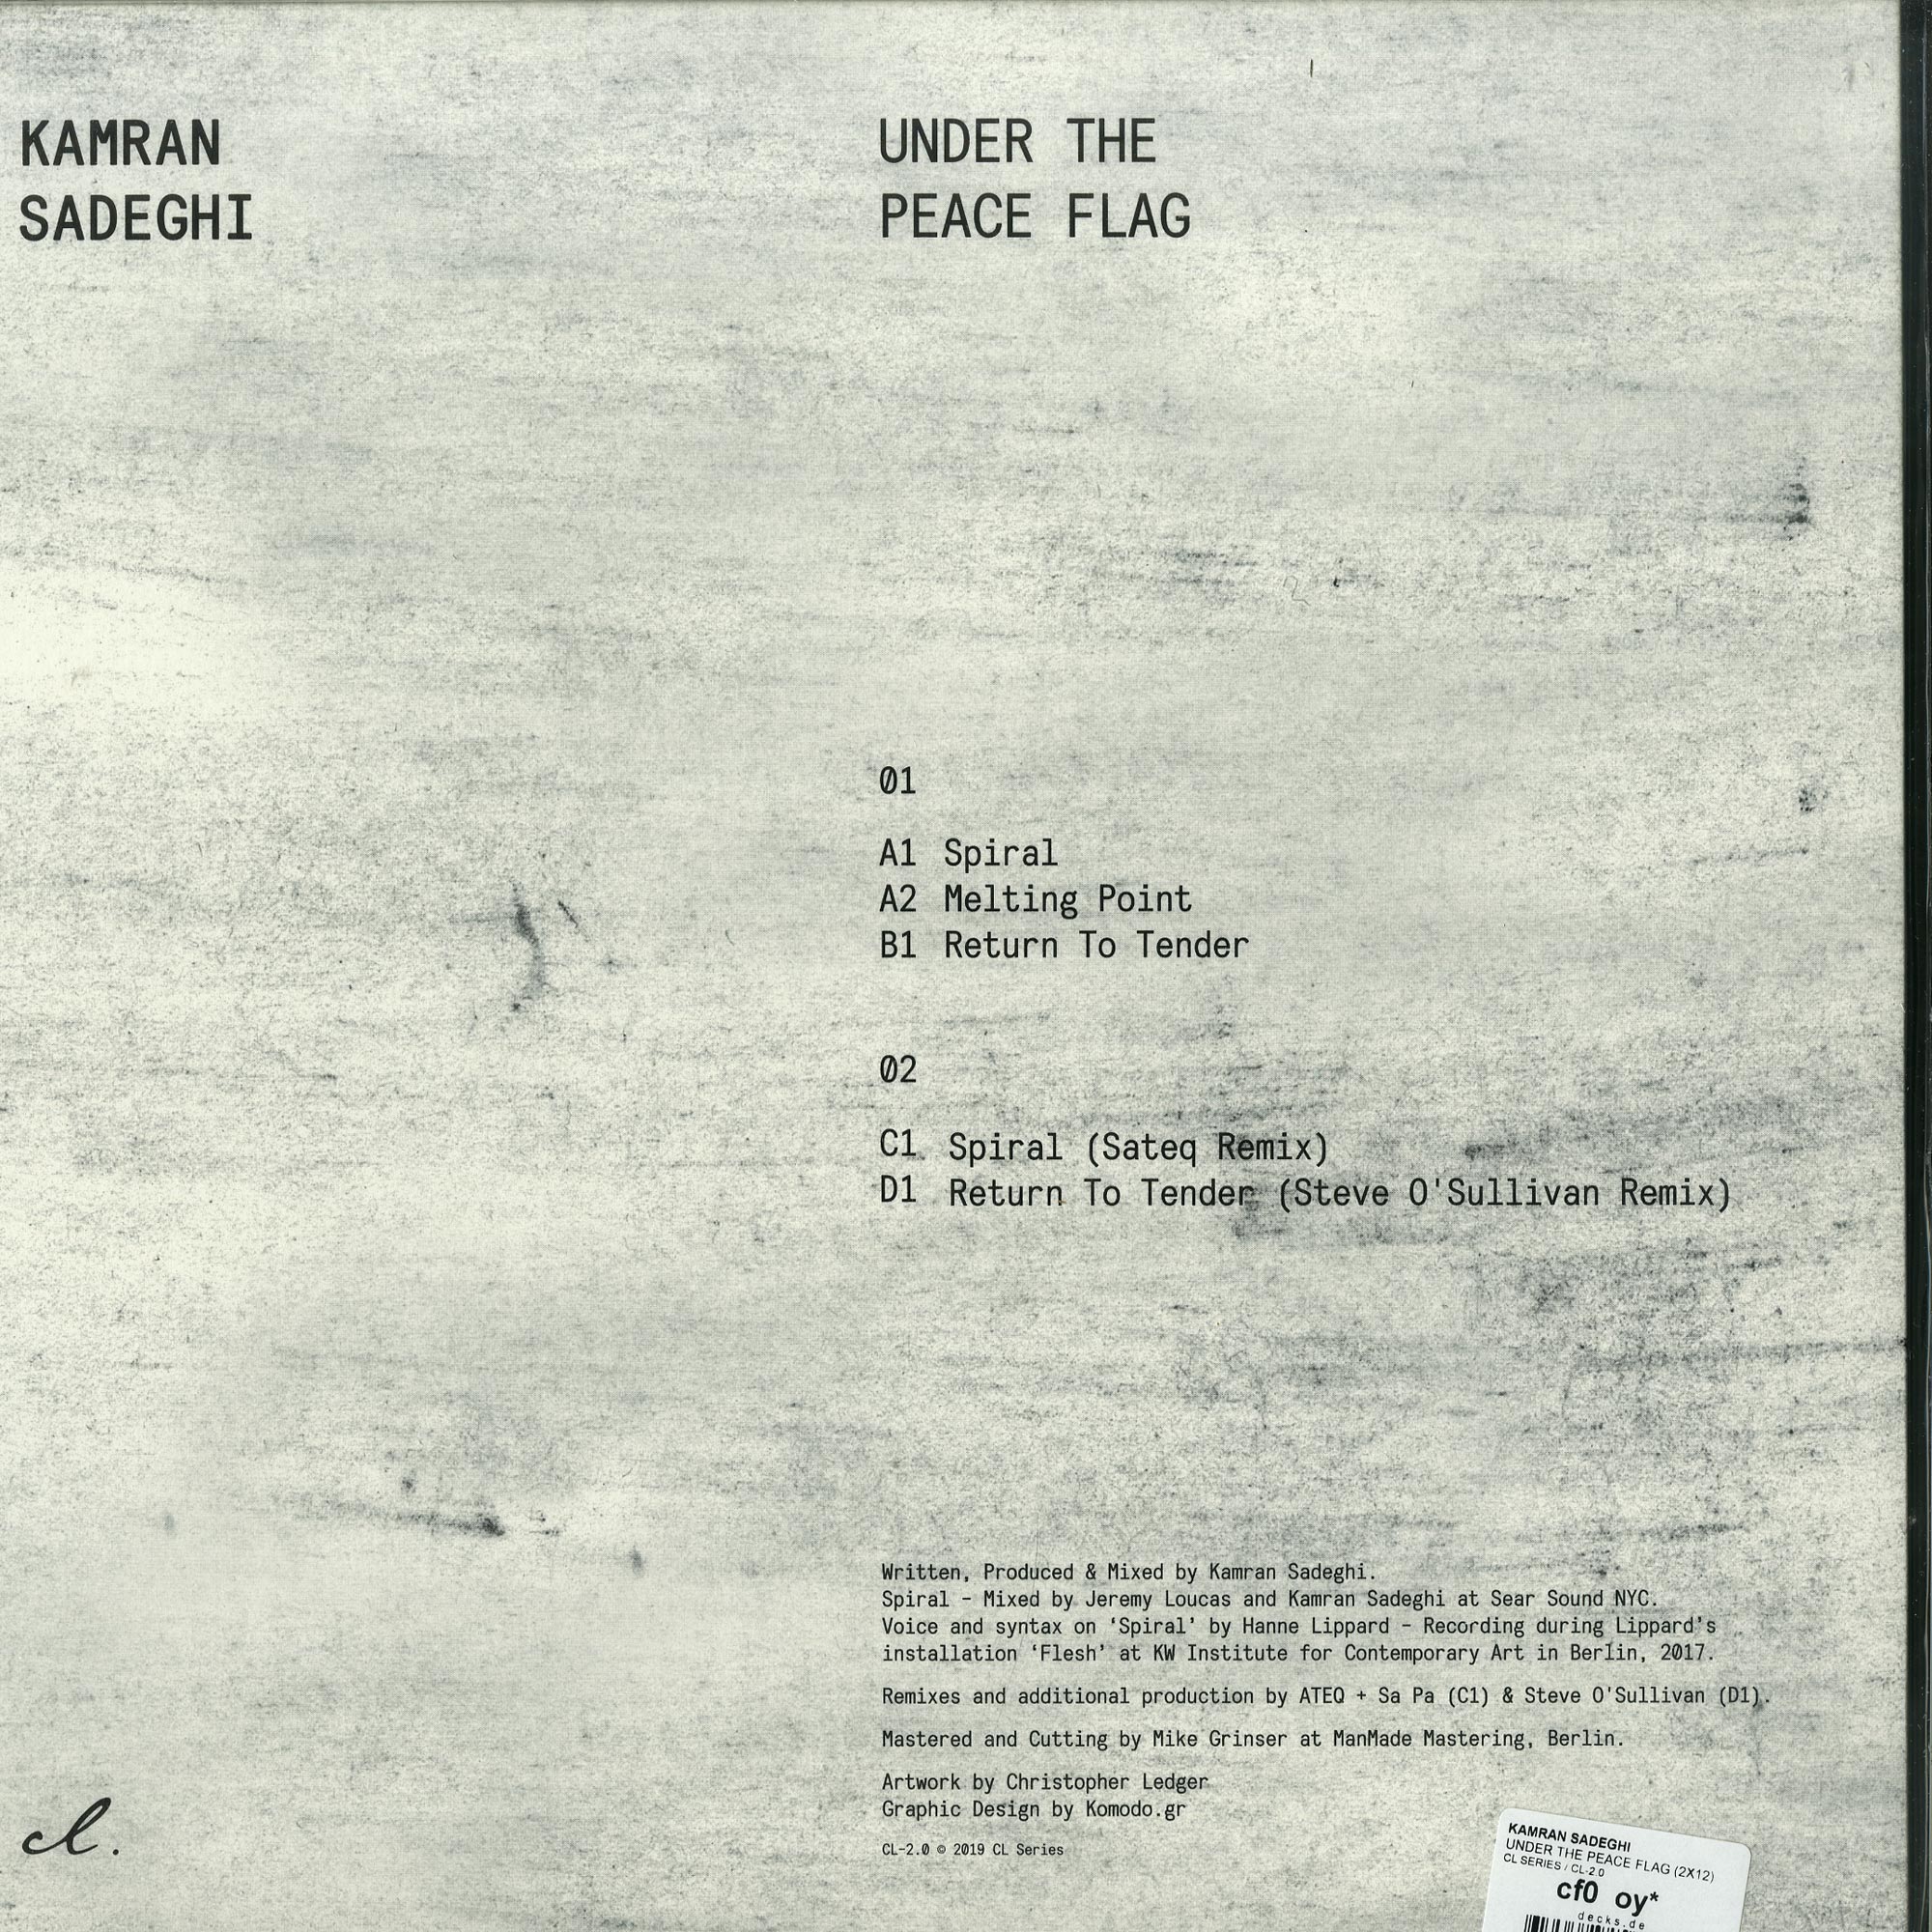 KAMRAN
SADEGHI
UNDER THE
PEACE FLAG
01
A1 Spiral
A2 Melting Point
B1 Return To Tender
02
C1 Spiral (Sateq Remix)
D1 Return To Tender (Steve O'Sullivan Remix)
Written, Produced & Mixed by Kamran Sadeghi.
Spiral – Mixed by Jeremy Loucas and Kamran Sadeghi at Sear Sound NYC.
Voice and syntax on ‘Spiral’ by Hanne Lippard – Recording during Lippard’s
installation ‘Flesh’ at KW Institute for Contemporary Art in Berlin, 2017.
Remixes and additional production by ATEQ + Sa Pa (C1) & Steve O'Sullivan (D1).
Mastered and Cutting by Mike Grinser at ManMade Mastering, Berlin.
Artwork by Christopher Ledger
Graphic Design by Komodo.gr
CL-2.0 © 2019 CL Series
cl.
KAMRAN SADEGHI
UNDER THE PEACE FLAG (2X12)
CL SERIES / CL-2.0
cf0 oy*
decks.de